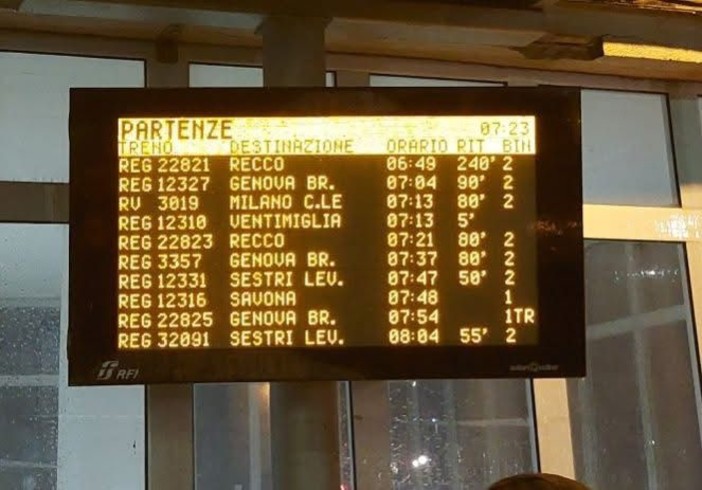 PARTENZE 07:23
TRENO DESTINAZIONE ORARIO RIT BIN
REG 22821 RECCO 06:49 240' 2
REG 12327 GENOVA BR. 07:04 90' 2
RV 3019 MILANO C.LE 07:13 80' 2
REG 12310 VENTIMIGLIA 07:13 5'
REG 22823 RECCO 07:21 80' 2
REG 3357 GENOVA BR. 07:37 80' 2
REG 12331 SESTRI LEV. 07:47 50' 2
REG 12316 SAVONA 07:48 1
REG 22825 GENOVA BR. 07:54 1TR
REG 32091 SESTRI LEV. 08:04 55' 2
RFI